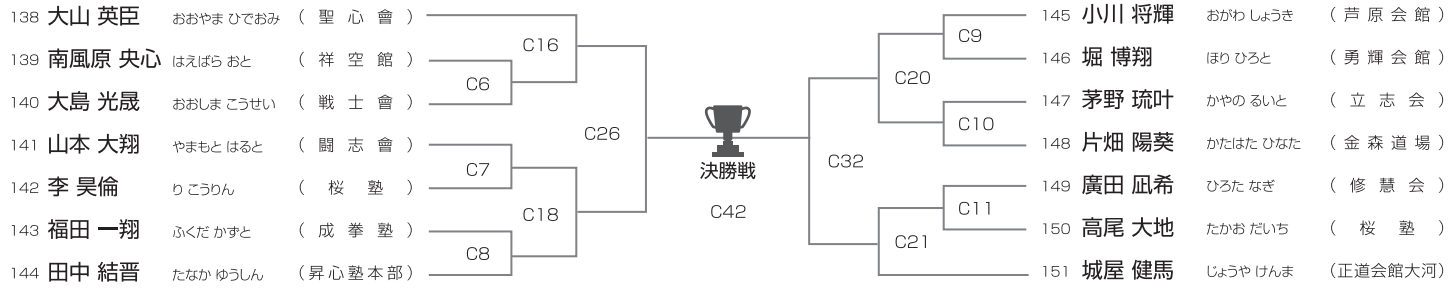 138 大山 英臣 おおやま ひでおみ （聖心會）
139 南風原 央心 はえばら おと （祥空館）
140 大島 光晟 おおしま こうせい （戦士會）
141 山本 大翔 やまもと はると （闘志會）
142 李 昊倫 り こうりん （桜塾）
143 福田 一翔 ふくだ かずと （成拳塾）
144 田中 結晋 たなか ゆうしん （昇心塾本部）
C16
C6
C26
C7
C18
C8
決勝戦
C42
C9
C20
C10
C32
C11
C21
145 小川 将輝 おがわ しょうき （芦原会館）
146 堀 博翔 ほり ひろと （勇輝会館）
147 茅野 琉叶 かやの るいと （立志会）
148 片畑 陽葵 かたはた ひなた （金森道場）
149 廣田 凪希 ひろた なぎ （修慧会）
150 高尾 大地 たかお だいち （桜塾）
151 城屋 健馬 じょうや けんま （正道会館大河）